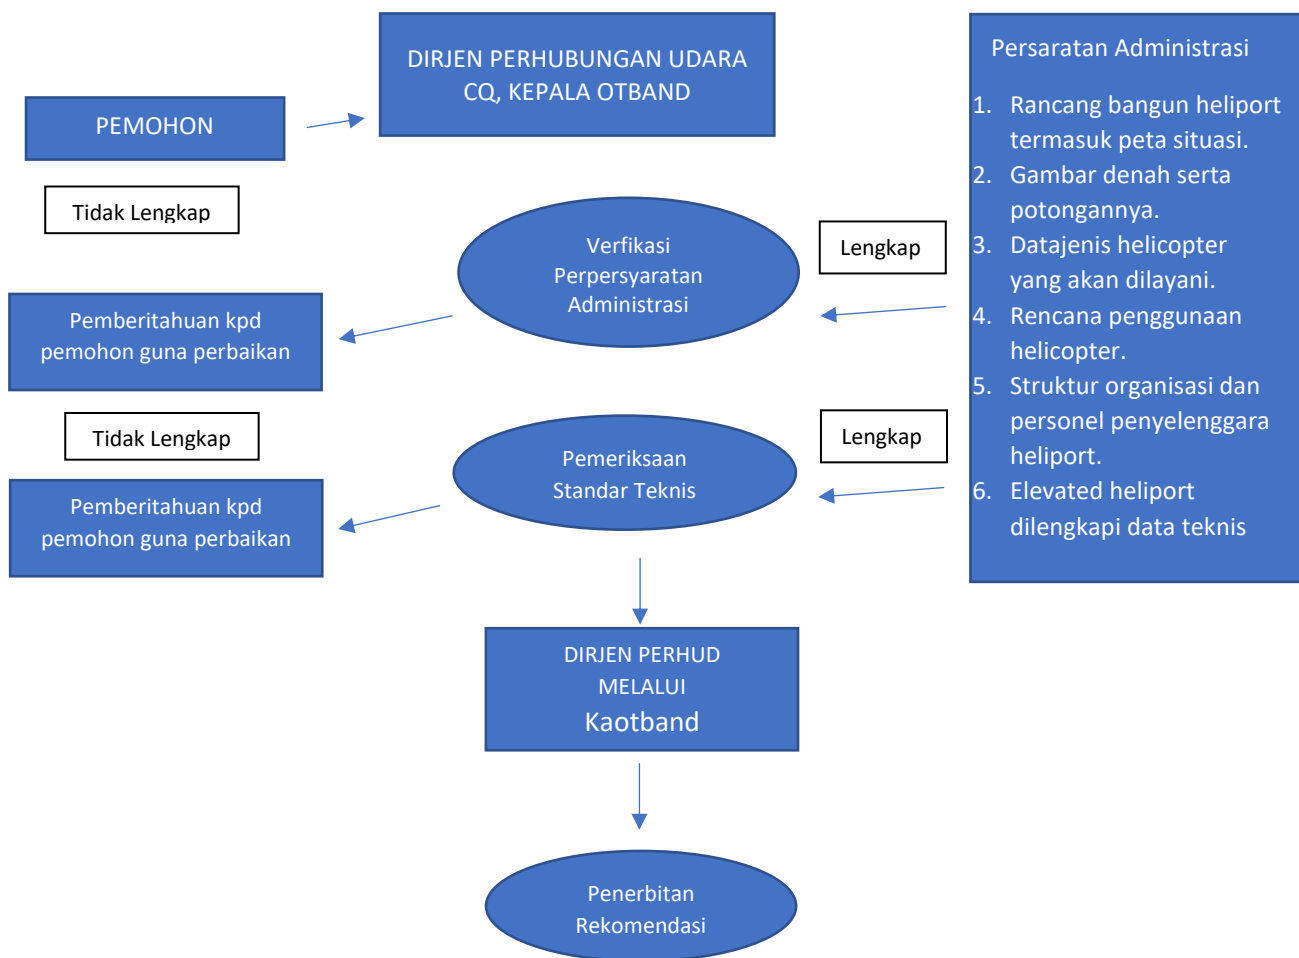 DIRJEN PERHUBUNGAN UDARA
CQ, KEPALA OTBAND
PEMOHON
Tidak Lengkap
Verfikasi
Perpersyaratan
Administrasi
Lengkap
Pemberitahuan kpd
pemohon guna perbaikan
Tidak Lengkap
Pemeriksaan
Standar Teknis
Lengkap
Pemberitahuan kpd
pemohon guna perbaikan
DIRJEN PERHUD
MELALUI
Kaotband
Penerbitan
Rekomendasi
Persaratan Administrasi
1. Rancang bangun heliport
termasuk peta situasi.
2. Gambar denah serta
potongannya.
3. Datajenis helicopter
yang akan dilayani.
4. Rencana penggunaan
helicopter.
5. Struktur organisasi dan
personel penyelenggara
heliport.
6. Elevated heliport
dilengkapi data teknis